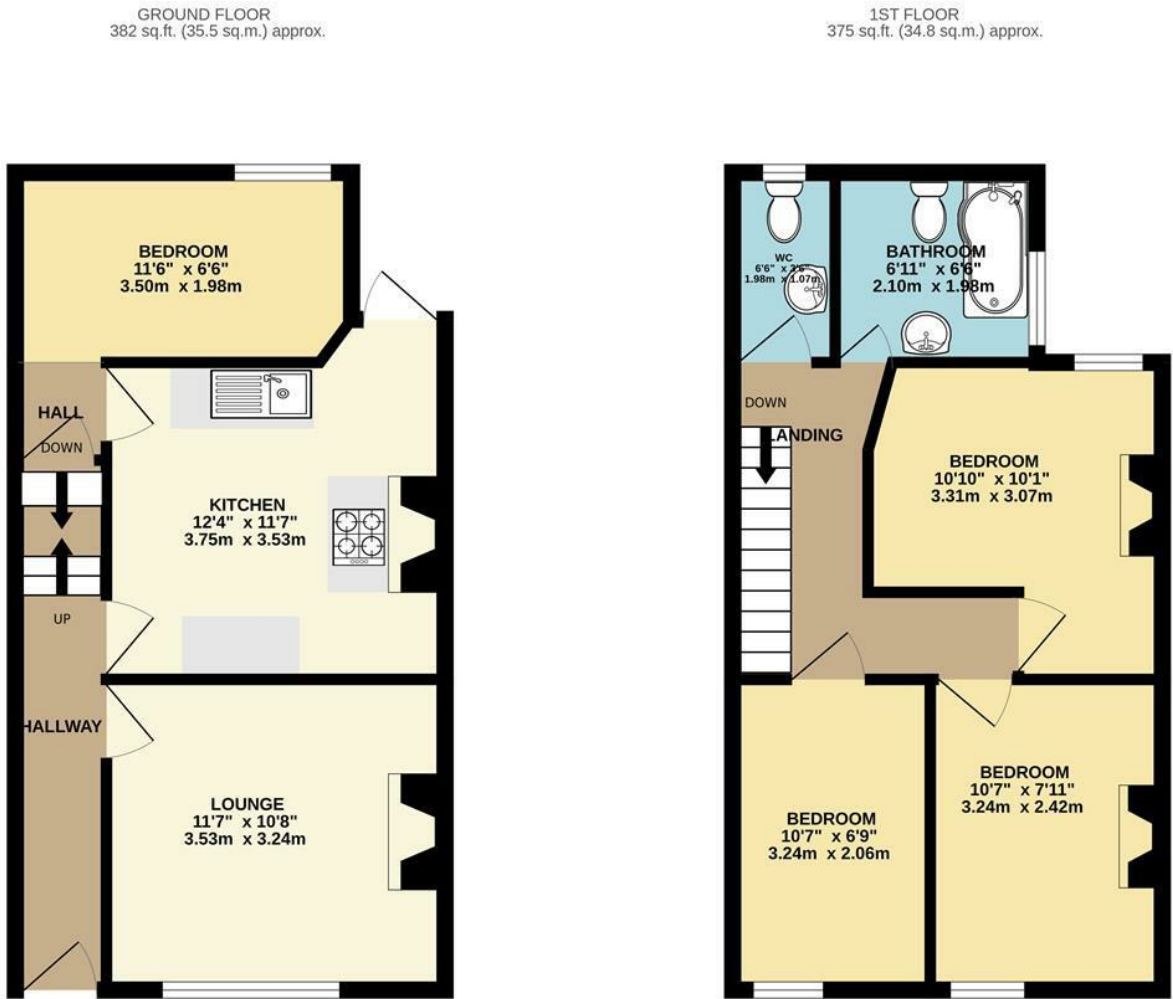 GROUND FLOOR
382 sq.ft. (35.5 sq.m.) approx.
BEDROOM
11'6" x 6'6"
3.50m x 1.98m
HALL
DOWN
KITCHEN
12'4" x 11'7"
3.75m x 3.53m
UP
HALLWAY
LOUNGE
11'7" x 10'8"
3.53m x 3.24m
1ST FLOOR
375 sq.ft. (34.8 sq.m.) approx.
WC
6'6" x 3'6"
1.98m x 1.07m
BATHROOM
6'11" x 6'6"
2.10m x 1.98m
DOWN
LANDING
BEDROOM
10'10" x 10'1"
3.31m x 3.07m
BEDROOM
10'7" x 6'9"
3.24m x 2.06m
BEDROOM
10'7" x 7'11"
3.24m x 2.42m